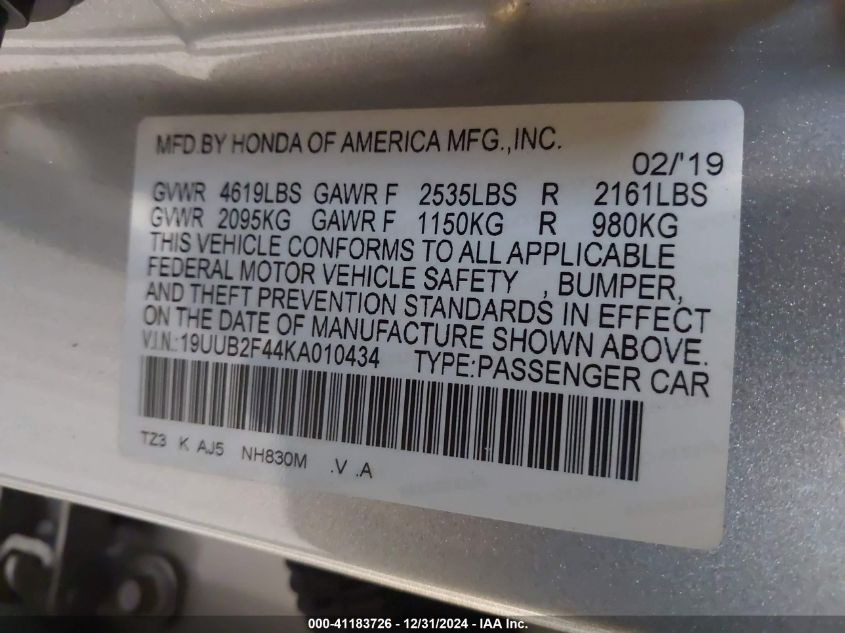 MFD BY HONDA OF AMERICA MFG.,INC.
02/'19
GVWR 4619LBS GAWR F 2535LBS R 2161LBS
GVWR 2095KG GAWR F 1150KG R 980KG
THIS VEHICLE CONFORMS TO ALL APPLICABLE
FEDERAL MOTOR VEHICLE SAFETY , BUMPER,
AND THEFT PREVENTION STANDARDS IN EFFECT
ON THE DATE OF MANUFACTURE SHOWN ABOVE.
V.I.N.:19UUB2F44KA010434 TYPE:PASSENGER CAR
TZ3 K AJ5 NH830M .V .A
000-41183726 - 12/31/2024 - IAA Inc.